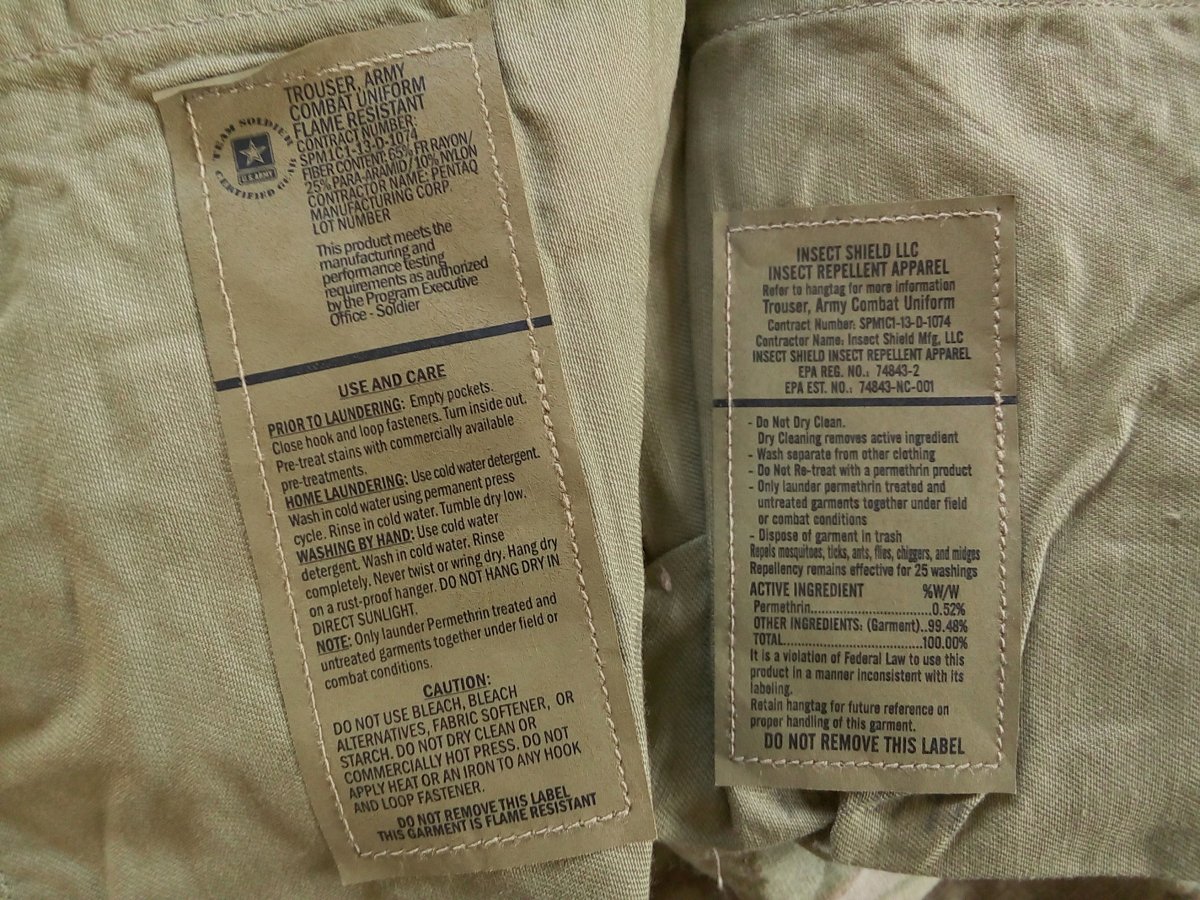 TEAM SOLDIER
CERTIFIED GEAR
U.S. ARMY
TROUSER, ARMY
COMBAT UNIFORM
FLAME RESISTANT
CONTRACT NUMBER:
SPM1C1-13-D-1074
FIBER CONTENT: 65% FR RAYON/
25% PARA-ARAMID/10% NYLON
CONTRACTOR NAME: PENTAQ
MANUFACTURING CORP.
LOT NUMBER
This product meets the
manufacturing and
performance testing
requirements as authorized
by the Program Executive
Office - Soldier
USE AND CARE
PRIOR TO LAUNDERING: Empty pockets.
Close hook and loop fasteners. Turn inside out.
Pre-treat stains with commercially available
pre-treatments.
HOME LAUNDERING: Use cold water detergent.
Wash in cold water using permanent press
cycle. Rinse in cold water. Tumble dry low.
WASHING BY HAND: Use cold water
detergent. Wash in cold water. Rinse
completely. Never twist or wring dry. Hang dry
on a rust-proof hanger. DO NOT HANG DRY IN
DIRECT SUNLIGHT.
NOTE: Only launder Permethrin treated and
untreated garments together under field or
combat conditions.
CAUTION:
DO NOT USE BLEACH, BLEACH
ALTERNATIVES, FABRIC SOFTENER, OR
STARCH. DO NOT DRY CLEAN OR
COMMERCIALLY HOT PRESS. DO NOT
APPLY HEAT OR AN IRON TO ANY HOOK
AND LOOP FASTENER.
DO NOT REMOVE THIS LABEL
THIS GARMENT IS FLAME RESISTANT
INSECT SHIELD LLC
INSECT REPELLENT APPAREL
Refer to hangtag for more information
Trouser, Army Combat Uniform
Contract Number: SPM1C1-13-D-1074
Contractor Name: Insect Shield Mfg, LLC
INSECT SHIELD INSECT REPELLENT APPAREL
EPA REG. NO.: 74843-2
EPA EST. NO.: 74843-NC-001
- Do Not Dry Clean.
Dry Cleaning removes active ingredient
- Wash separate from other clothing
- Do Not Re-treat with a permethrin product
- Only launder permethrin treated and
untreated garments together under field
or combat conditions
- Dispose of garment in trash
Repels mosquitoes, ticks, ants, flies, chiggers, and midges
Repellency remains effective for 25 washings
ACTIVE INGREDIENT %W/W
Permethrin..............................0.52%
OTHER INGREDIENTS: (Garment)..99.48%
TOTAL...................................100.00%
It is a violation of Federal Law to use this
product in a manner inconsistent with its
labeling.
Retain hangtag for future reference on
proper handling of this garment.
DO NOT REMOVE THIS LABEL